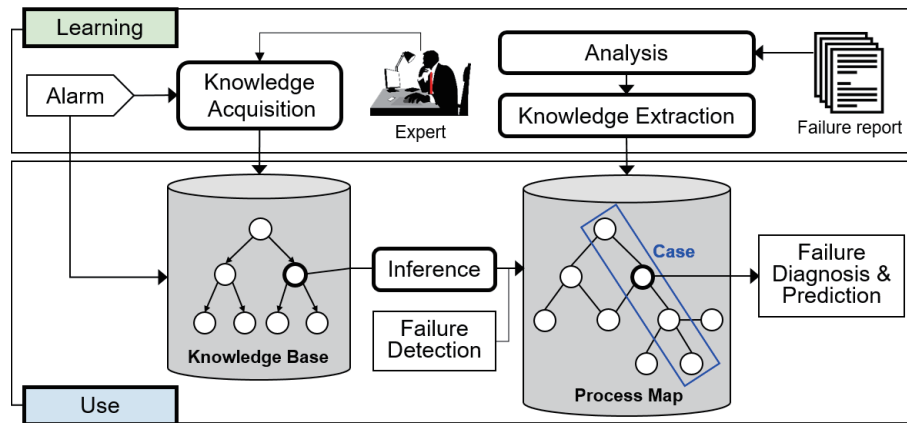 Learning
Alarm
Knowledge
Acquisition
Expert
Analysis
Knowledge Extraction
Failure report
Knowledge Base
Inference
Failure
Detection
Case
Process Map
Failure
Diagnosis &
Prediction
Use